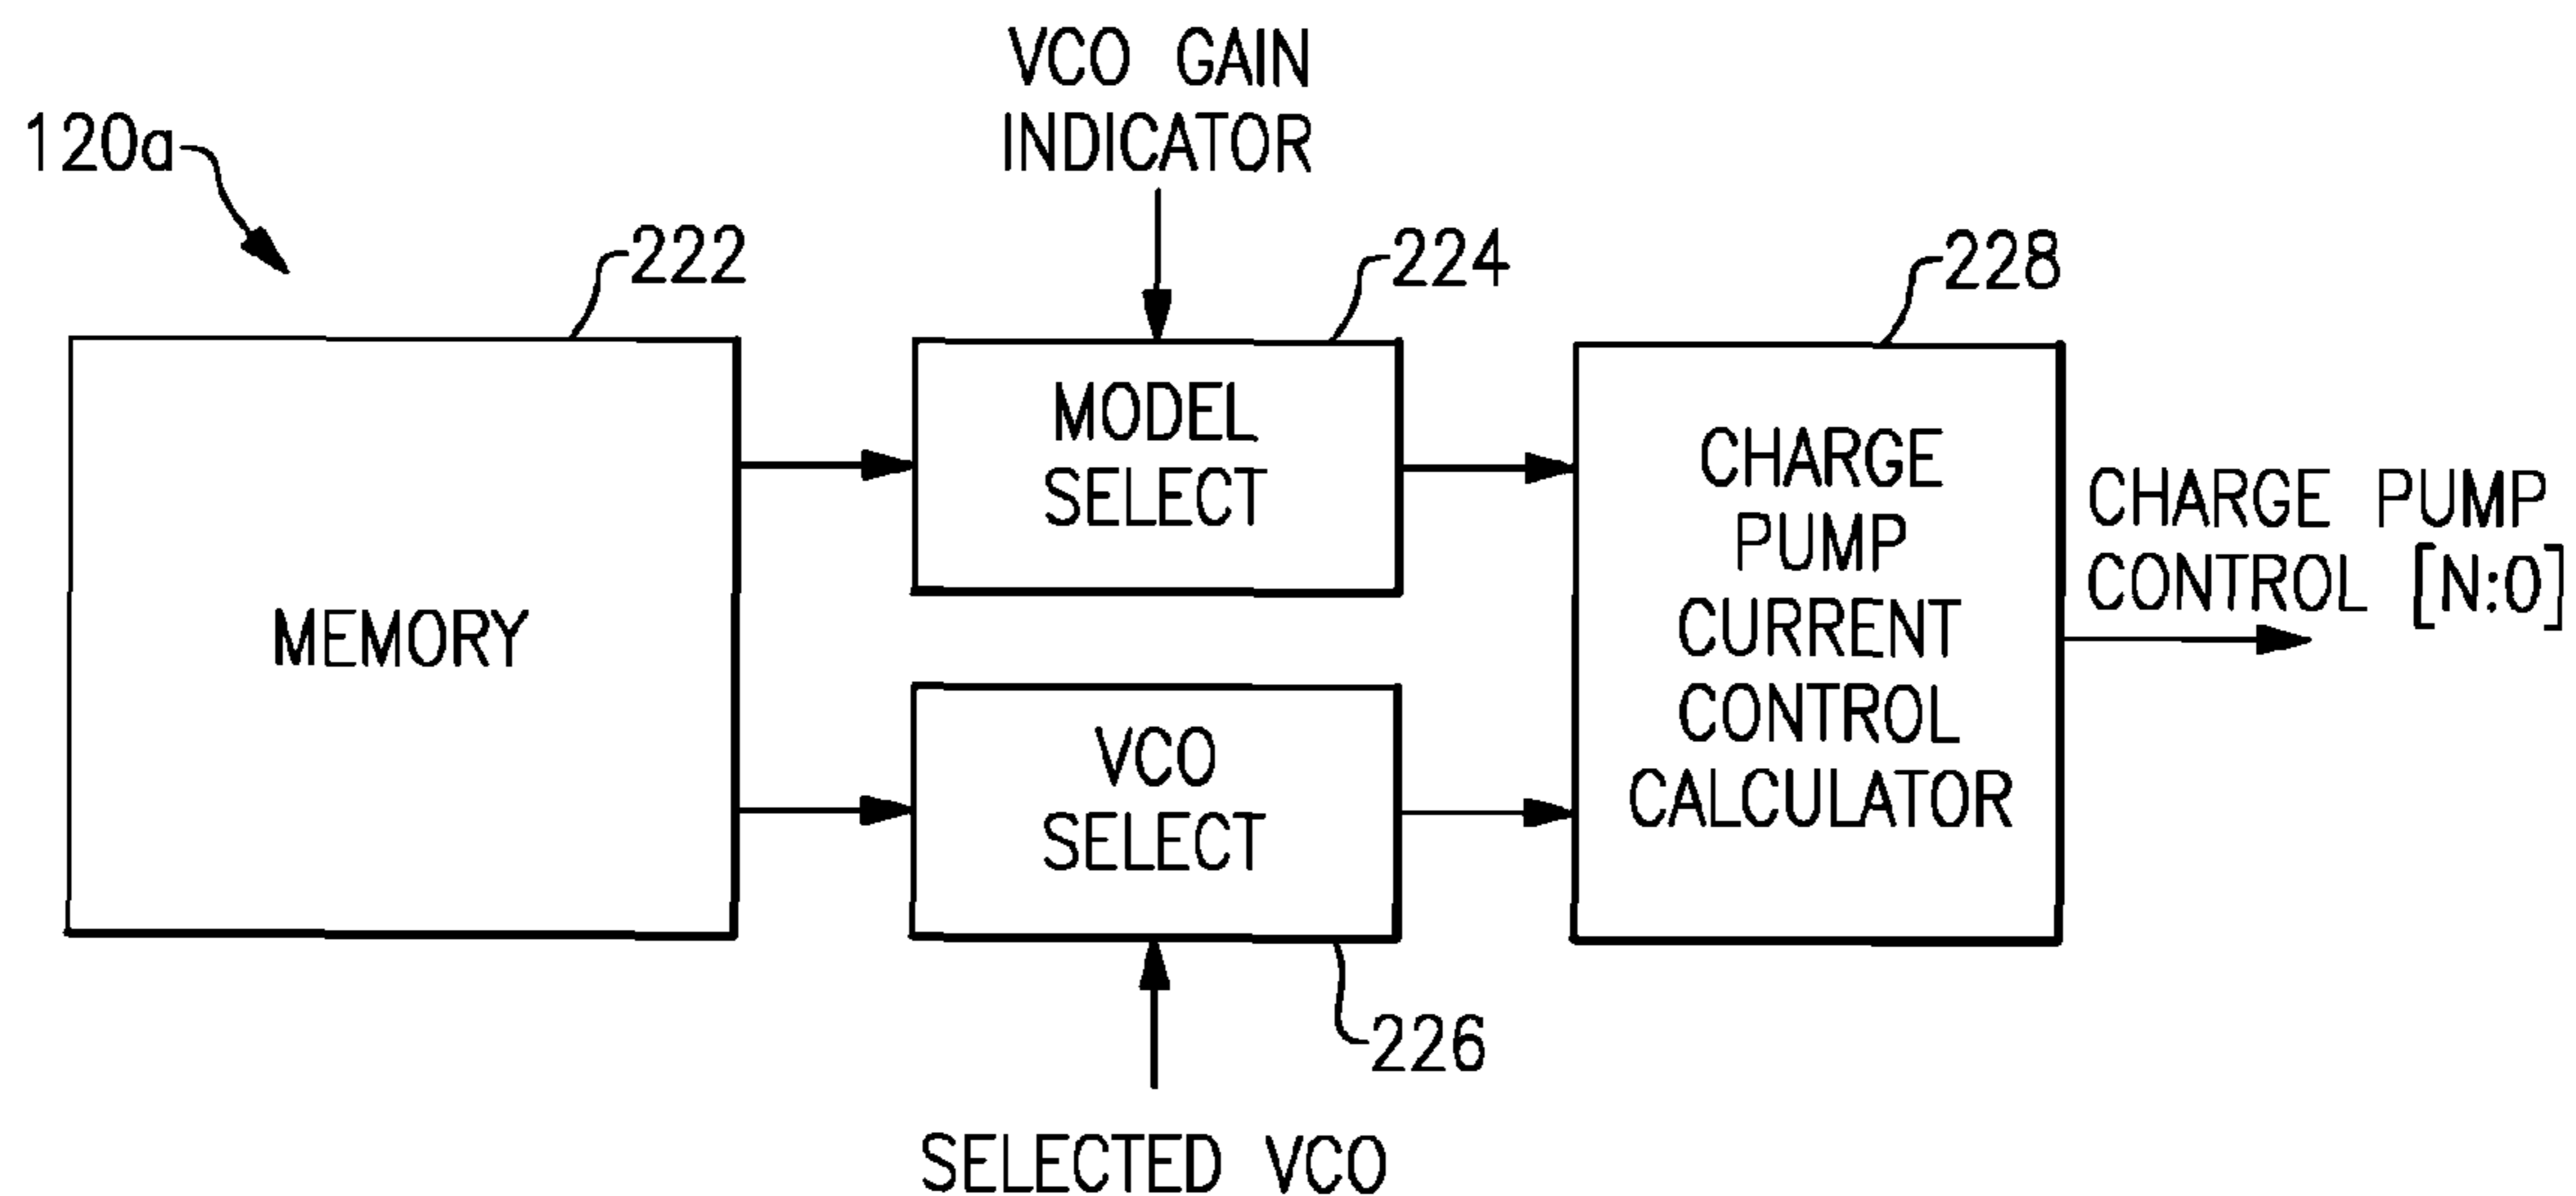 VCO GAIN
INDICATOR
120a
222
224
228
MEMORY
MODEL
SELECT
VCO
SELECT
CHARGE
PUMP
CURRENT
CONTROL
CALCULATOR
CHARGE PUMP
CONTROL [N:0]
226
SELECTED VCO